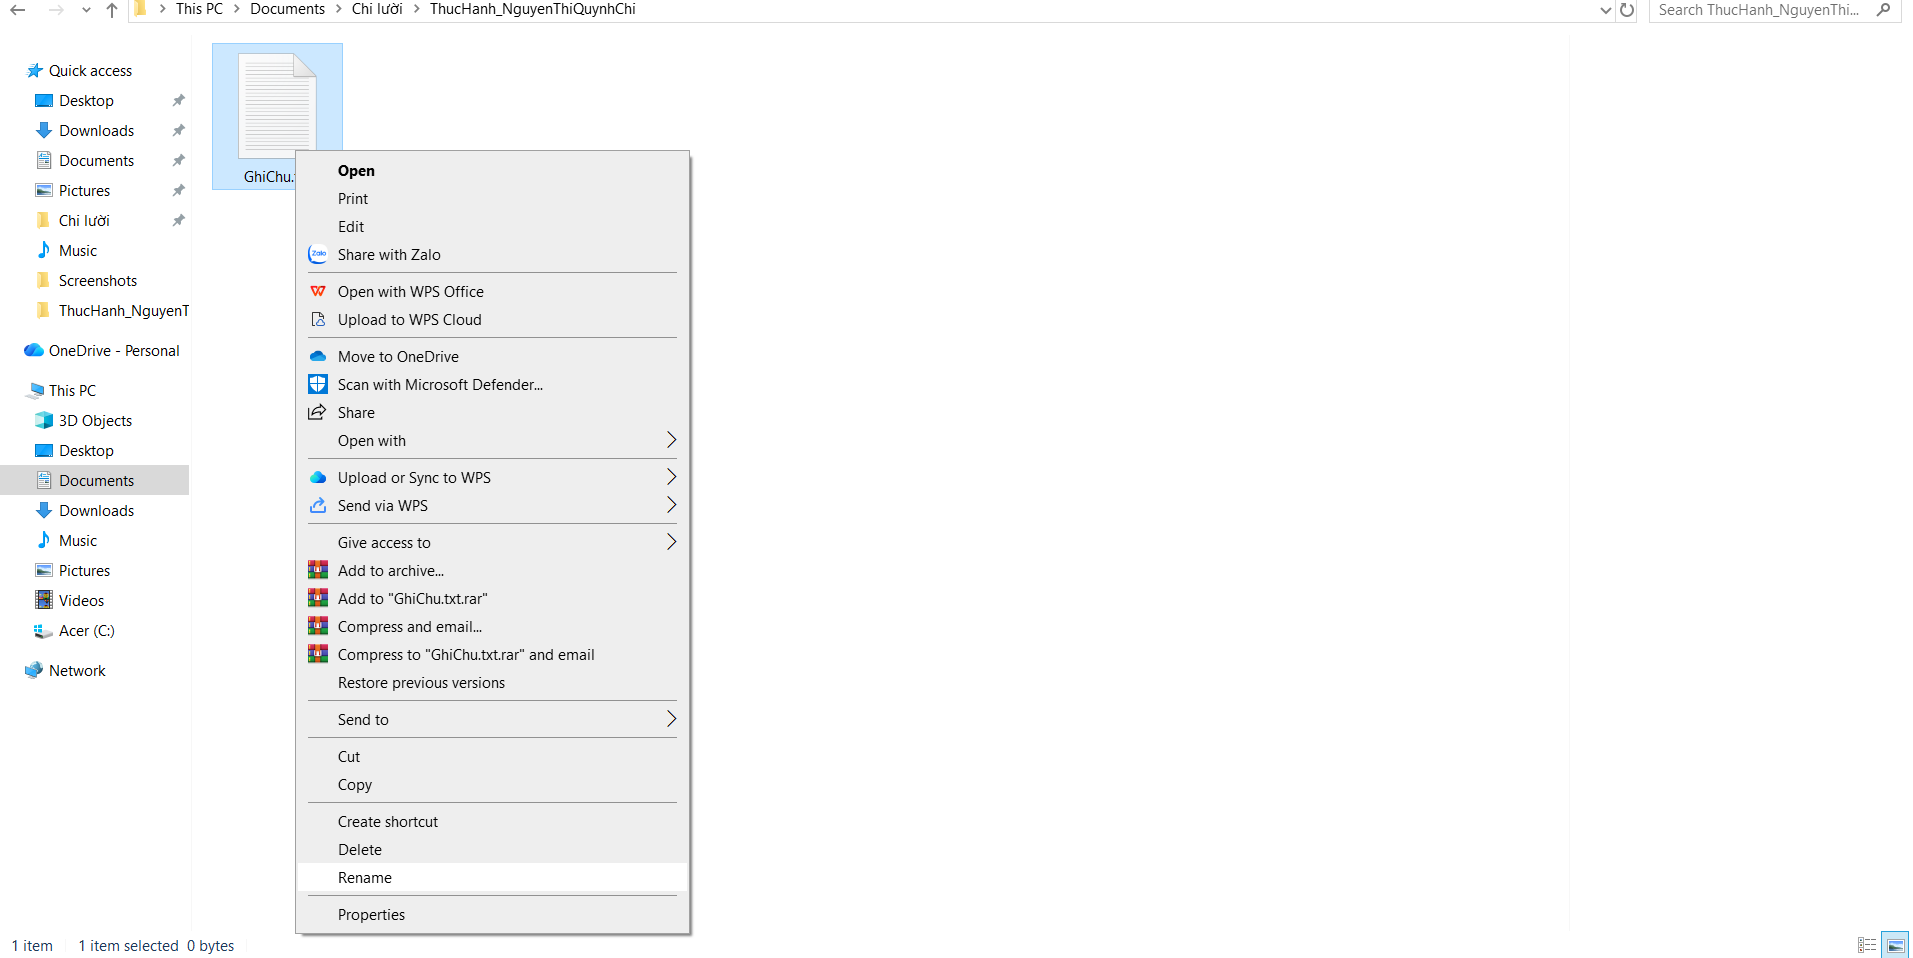 This PC > Documents > Chi lười > ThucHanh_NguyenThiQuynhChi
Search ThucHanh_NguyenThi...
Quick access
Desktop
Downloads
Documents
Pictures
Chi lười
Music
Screenshots
ThucHanh_NguyenT
OneDrive - Personal
This PC
3D Objects
Desktop
Documents
Downloads
Music
Pictures
Videos
Acer (C:)
Network
GhiChu.
Open
Print
Edit
Zalo Share with Zalo
Open with WPS Office
Upload to WPS Cloud
Move to OneDrive
Scan with Microsoft Defender...
Share
Open with
Upload or Sync to WPS
Send via WPS
Give access to
Add to archive...
Add to "GhiChu.txt.rar"
Compress and email...
Compress to "GhiChu.txt.rar" and email
Restore previous versions
Send to
Cut
Copy
Create shortcut
Delete
Rename
Properties
1 item 1 item selected 0 bytes